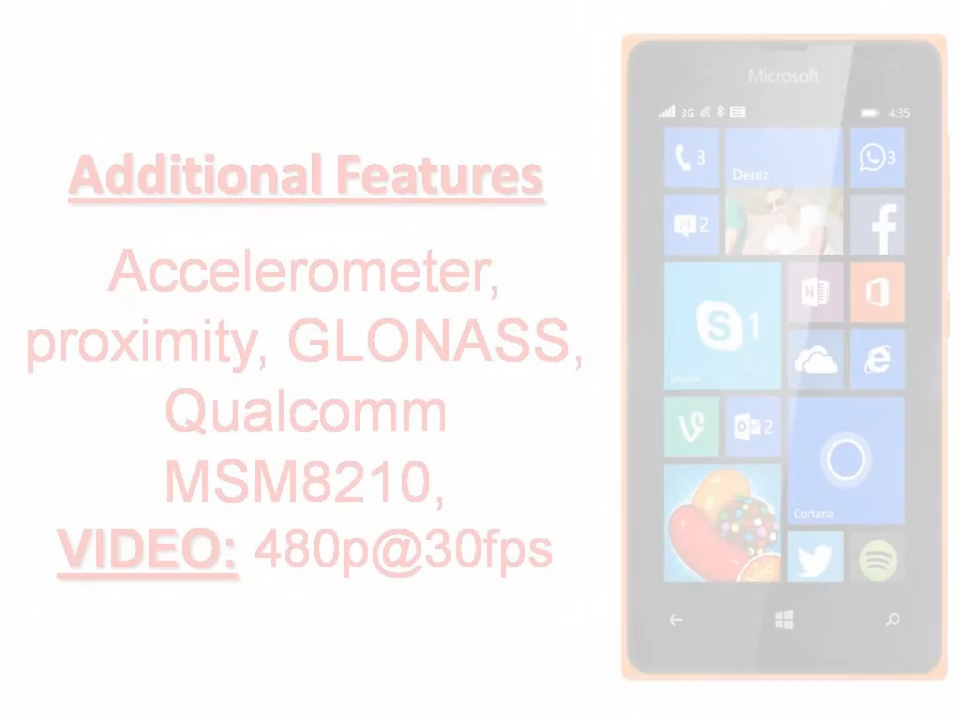 Additional Features
Accelerometer,
proximity, GLONASS,
Qualcomm
MSM8210,
VIDEO: 480p@30fps
Microsoft
3G 4:35
3
Deniz
3
2
1
2
Cortana